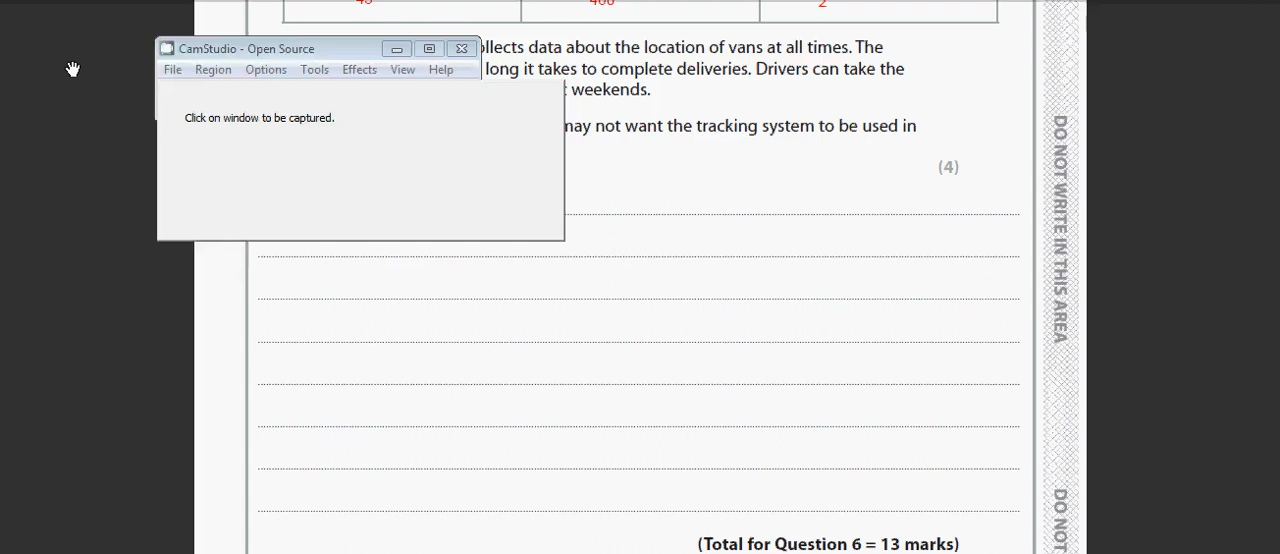 45 400 2
CamStudio - Open Source
File Region Options Tools Effects View Help
Click on window to be captured.
ollects data about the location of vans at all times. The
long it takes to complete deliveries. Drivers can take the
t weekends.
may not want the tracking system to be used in
(4)
(Total for Question 6 = 13 marks)
DO NOT WRITE IN THIS AREA
DO NOT